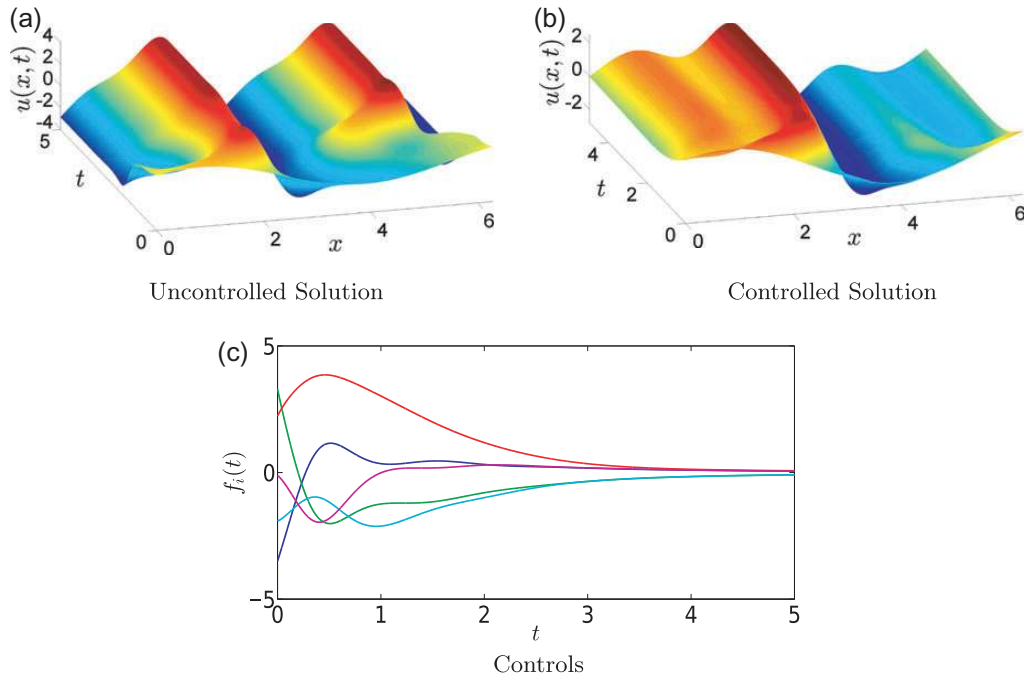 (a)
u(x, t)
4
2
0
-2
-4
5
t
0
0
2
4
6
x
Uncontrolled Solution
(b)
u(x, t)
2
0
-2
4
2
t
0
0
2
4
6
x
Controlled Solution
(c)
5
0
−5
f_i(t)
0 1 2 3 4 5
t
Controls